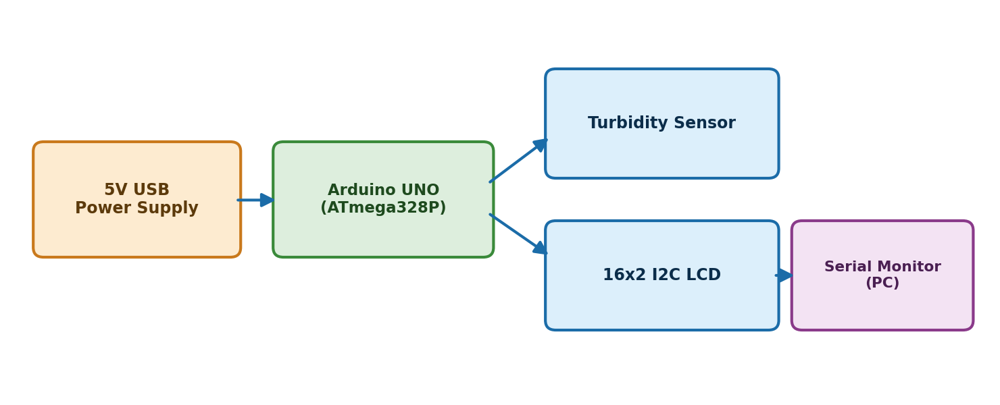 5V USB
Power Supply
Arduino UNO
(ATmega328P)
Turbidity Sensor
16x2 I2C LCD
Serial Monitor
(PC)